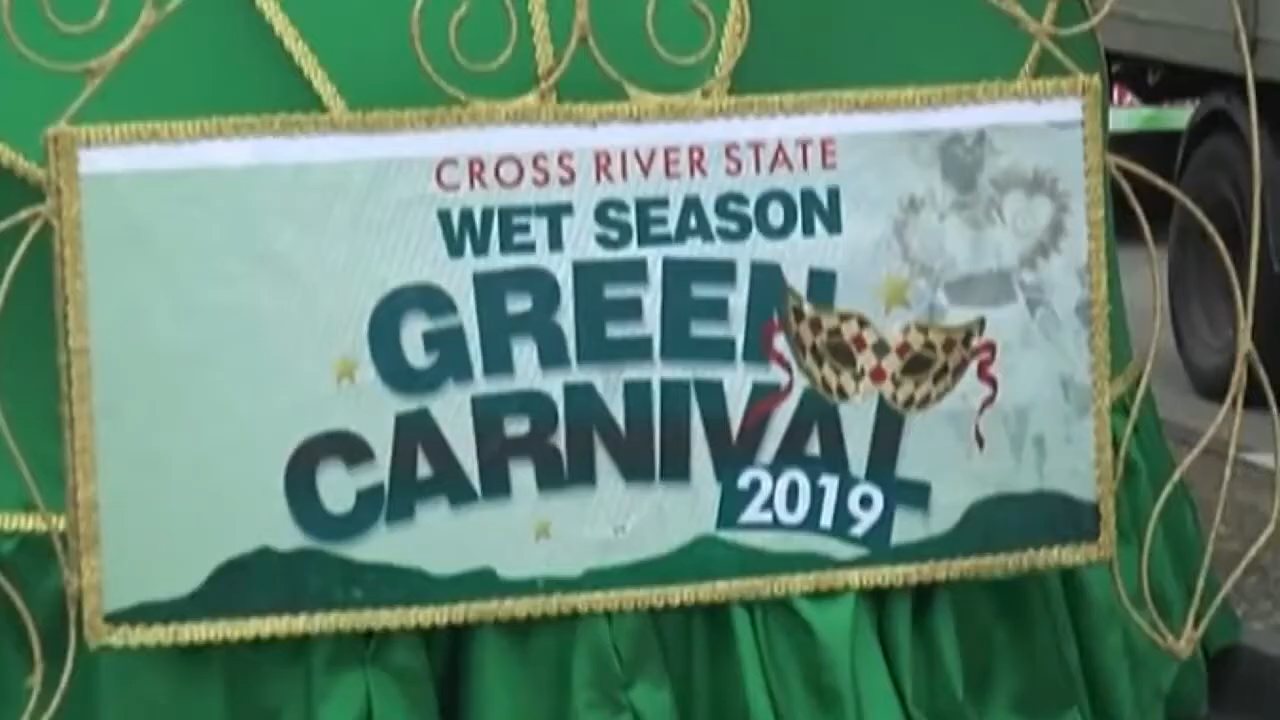 CROSS RIVER STATE
WET SEASON
GREEN
CARNIVAL
2019